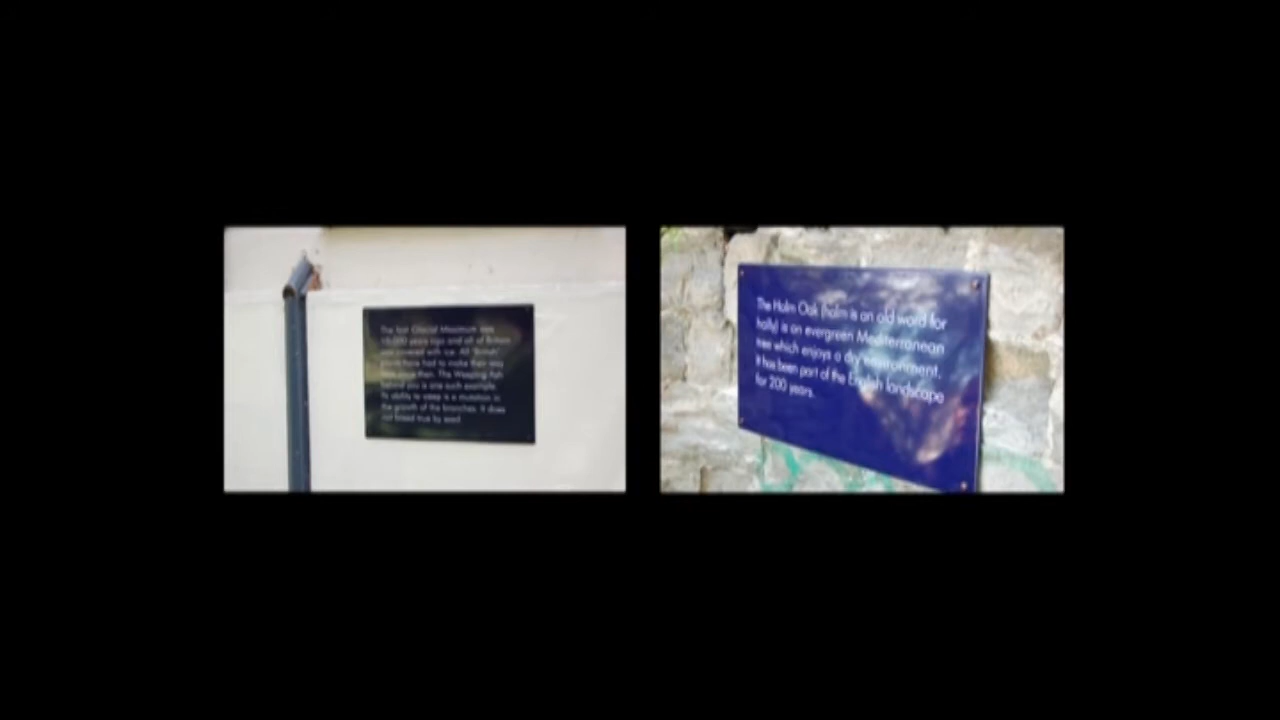 The last Glacial Maximum was
18,000 years ago and all of Britain
was covered with ice. All 'British'
plants have had to make their way
here since then. The Weeping Ash
behind you is one such example.
Its ability to weep is a mutation in
the growth of the branches. It does
not breed true by seed.
The Holm Oak (holm is an old word for
holly) is an evergreen Mediterranean
tree which enjoys a dry environment.
It has been part of the English landscape
for 200 years.